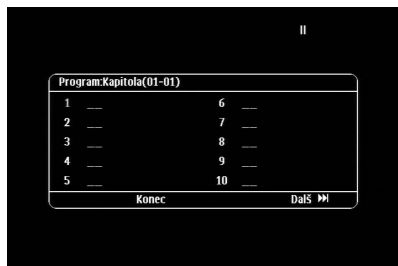 Program:Kapitola(01-01)
1 __ 6 __
2 __ 7 __
3 __ 8 __
4 __ 9 __
5 __ 10 __
Konec Dalš